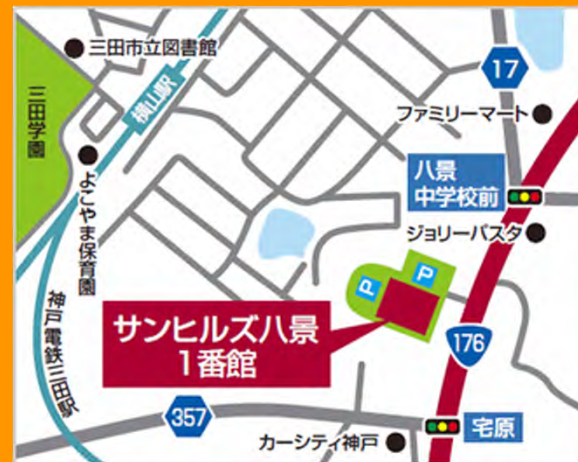 三田市立図書館
17
横山駅
三田学園
ファミリーマート
よこやま保育園
八景
中学校前
ジョリーパスタ
P
P
サンヒルズ八景
1番館
176
神戸電鉄三田駅
357
宅原
カーシティ神戸